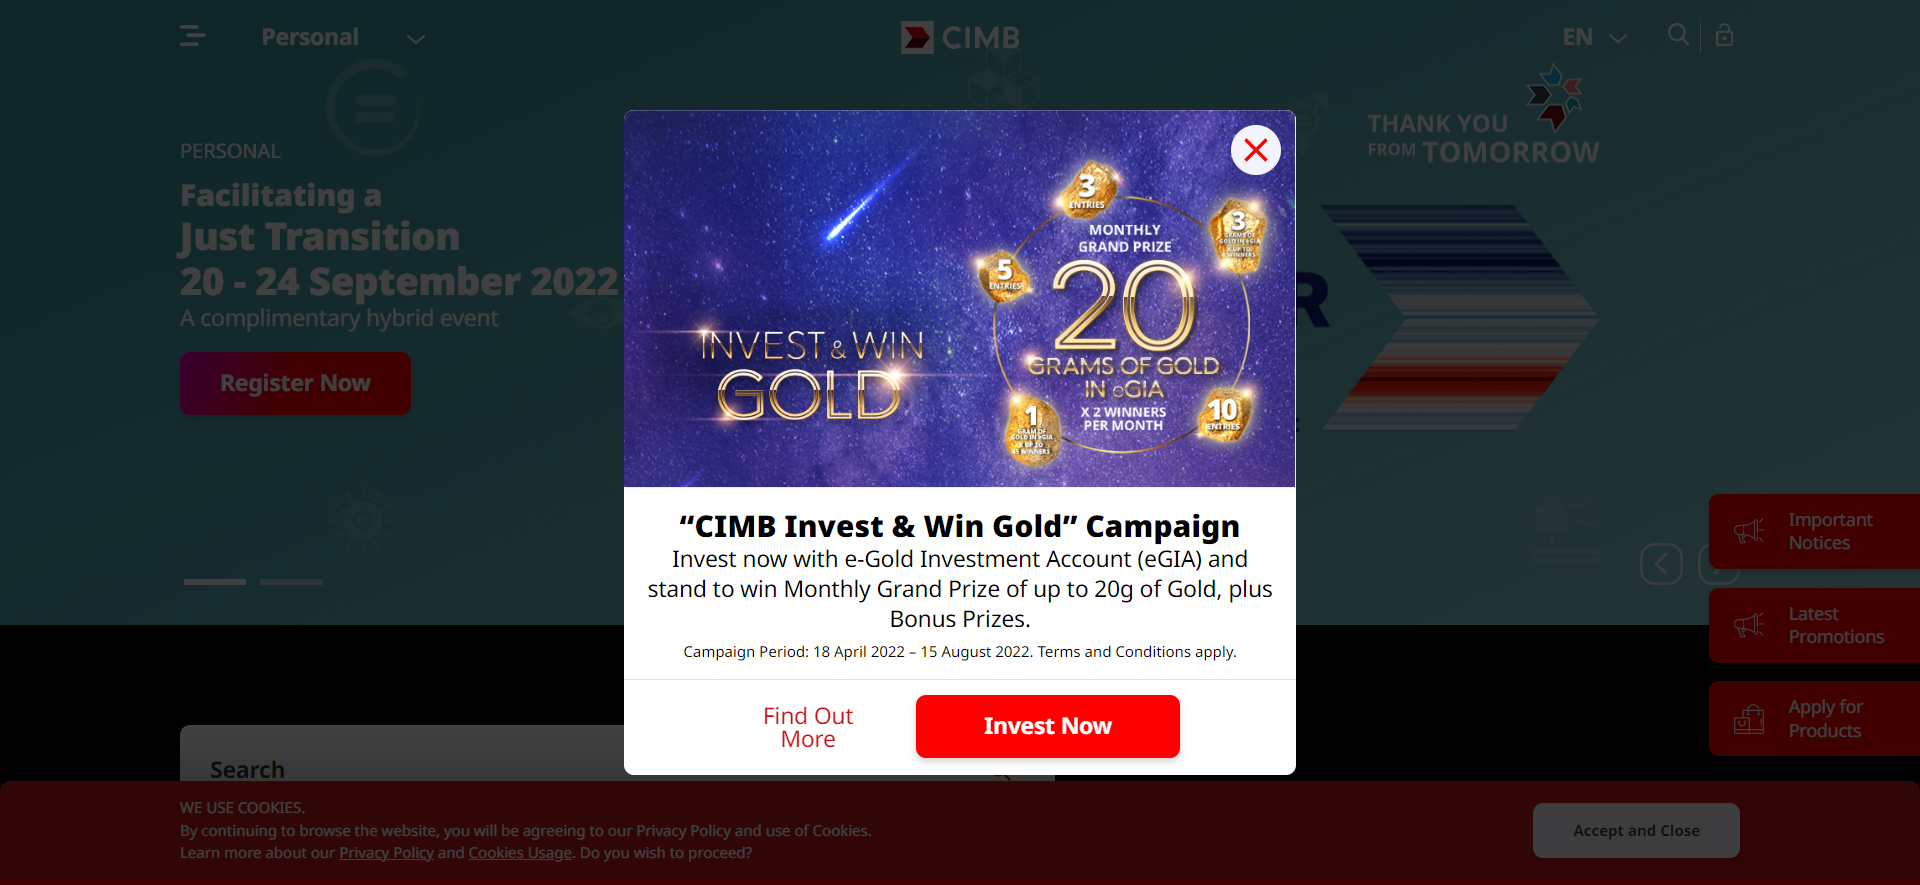 Personal
CIMB
EN
PERSONAL
Facilitating a
Just Transition
20 - 24 September 2022
A complimentary hybrid event
Register Now
THANK YOU
FROM TOMORROW
INVEST & WIN
GOLD
3
ENTRIES
3
GRAMS OF
GOLD IN eGIA
X UP TO
WINNERS
5
ENTRIES
MONTHLY
GRAND PRIZE
20
GRAMS OF GOLD
IN eGIA
X 2 WINNERS
PER MONTH
1
GRAM OF
GOLD IN eGIA
X UP TO
45 WINNERS
10
ENTRIES
R
E
“CIMB Invest & Win Gold” Campaign
Invest now with e-Gold Investment Account (eGIA) and
stand to win Monthly Grand Prize of up to 20g of Gold, plus
Bonus Prizes.
Campaign Period: 18 April 2022 – 15 August 2022. Terms and Conditions apply.
Find Out
More
Invest Now
Important
Notices
Latest
Promotions
Apply for
Products
Search
WE USE COOKIES.
By continuing to browse the website, you will be agreeing to our Privacy Policy and use of Cookies.
Learn more about our Privacy Policy and Cookies Usage. Do you wish to proceed?
Accept and Close